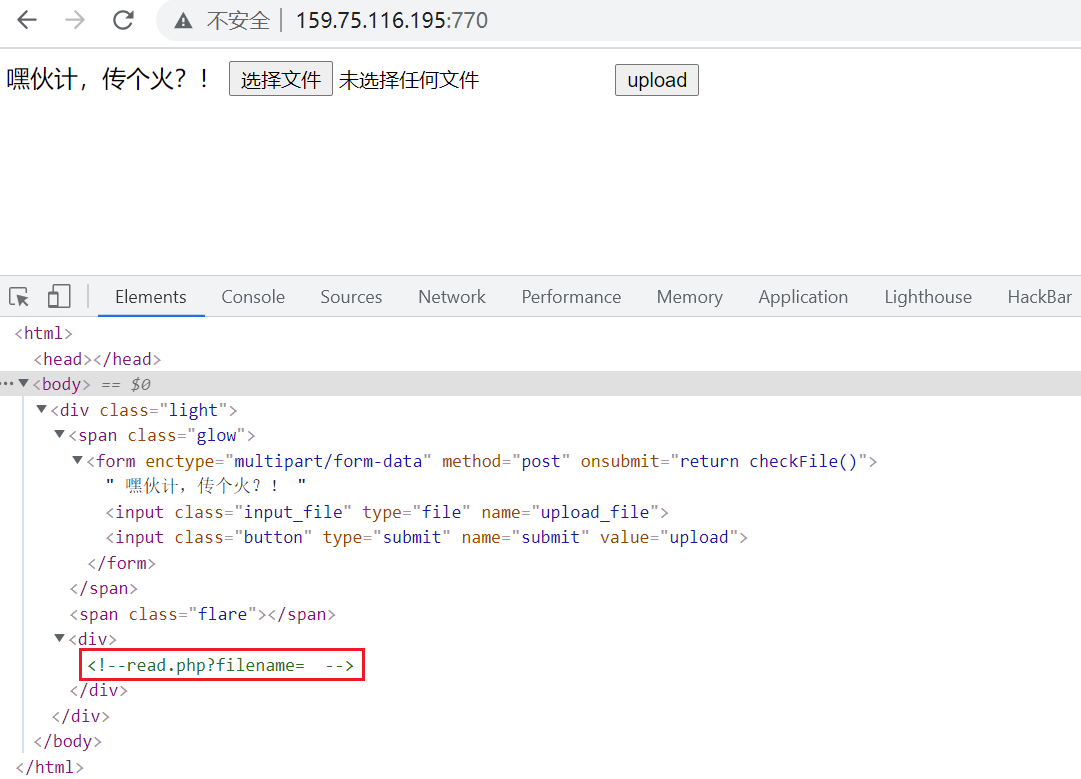 不安全 159.75.116.195:770
嘿伙计，传个火？！ 选择文件 未选择任何文件 upload
Elements Console Sources Network Performance Memory Application Lighthouse HackBar
<html>
<head></head>
<body> == $0
<div class="light">
<span class="glow">
<form enctype="multipart/form-data" method="post" onsubmit="return checkFile()">
" 嘿伙计，传个火？！ "
<input class="input_file" type="file" name="upload_file">
<input class="button" type="submit" name="submit" value="upload">
</form>
</span>
<span class="flare"></span>
<div>
<!--read.php?filename=  -->
</div>
</div>
</body>
</html>